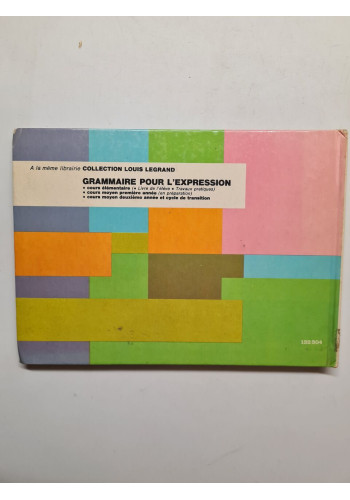 A la même librairie COLLECTION LOUIS LEGRAND
GRAMMAIRE POUR L'EXPRESSION
• cours élémentaire (• Livre de l'élève • Travaux pratiques)
• cours moyen première année (en préparation)
• cours moyen deuxième année et cycle de transition